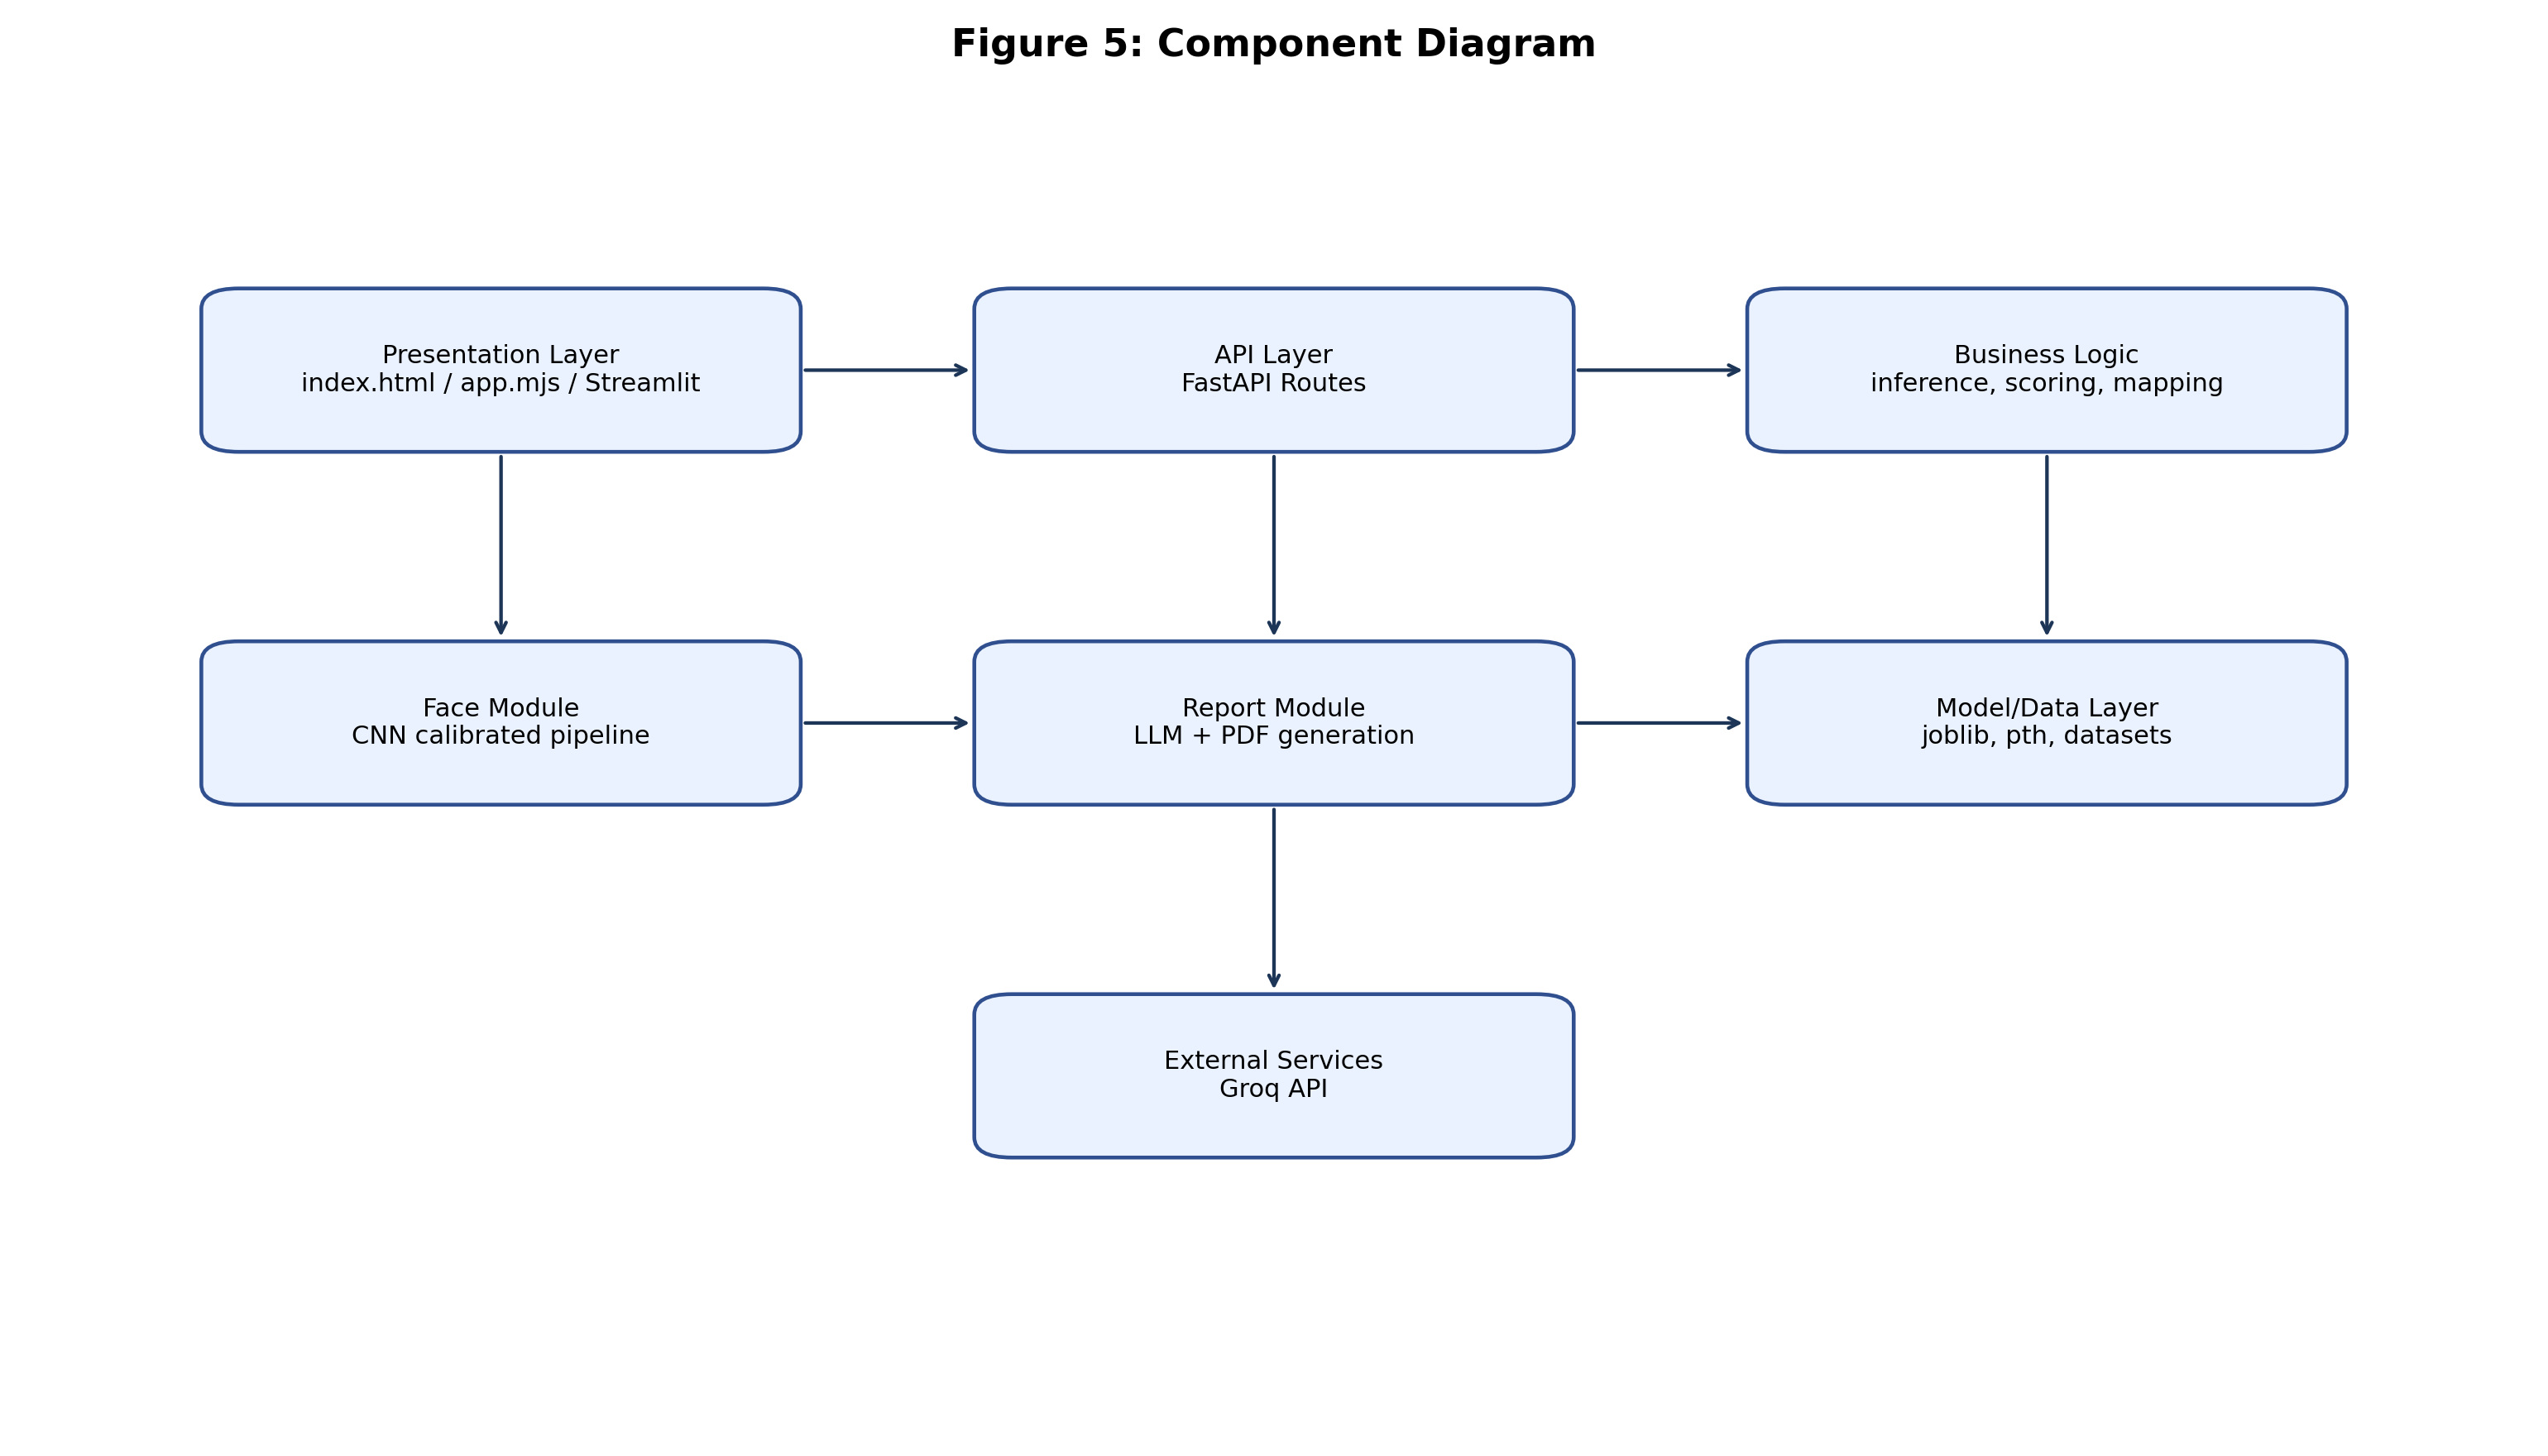 Figure 5: Component Diagram
Presentation Layer
index.html / app.mjs / Streamlit
API Layer
FastAPI Routes
Business Logic
inference, scoring, mapping
Face Module
CNN calibrated pipeline
Report Module
LLM + PDF generation
Model/Data Layer
joblib, pth, datasets
External Services
Groq API